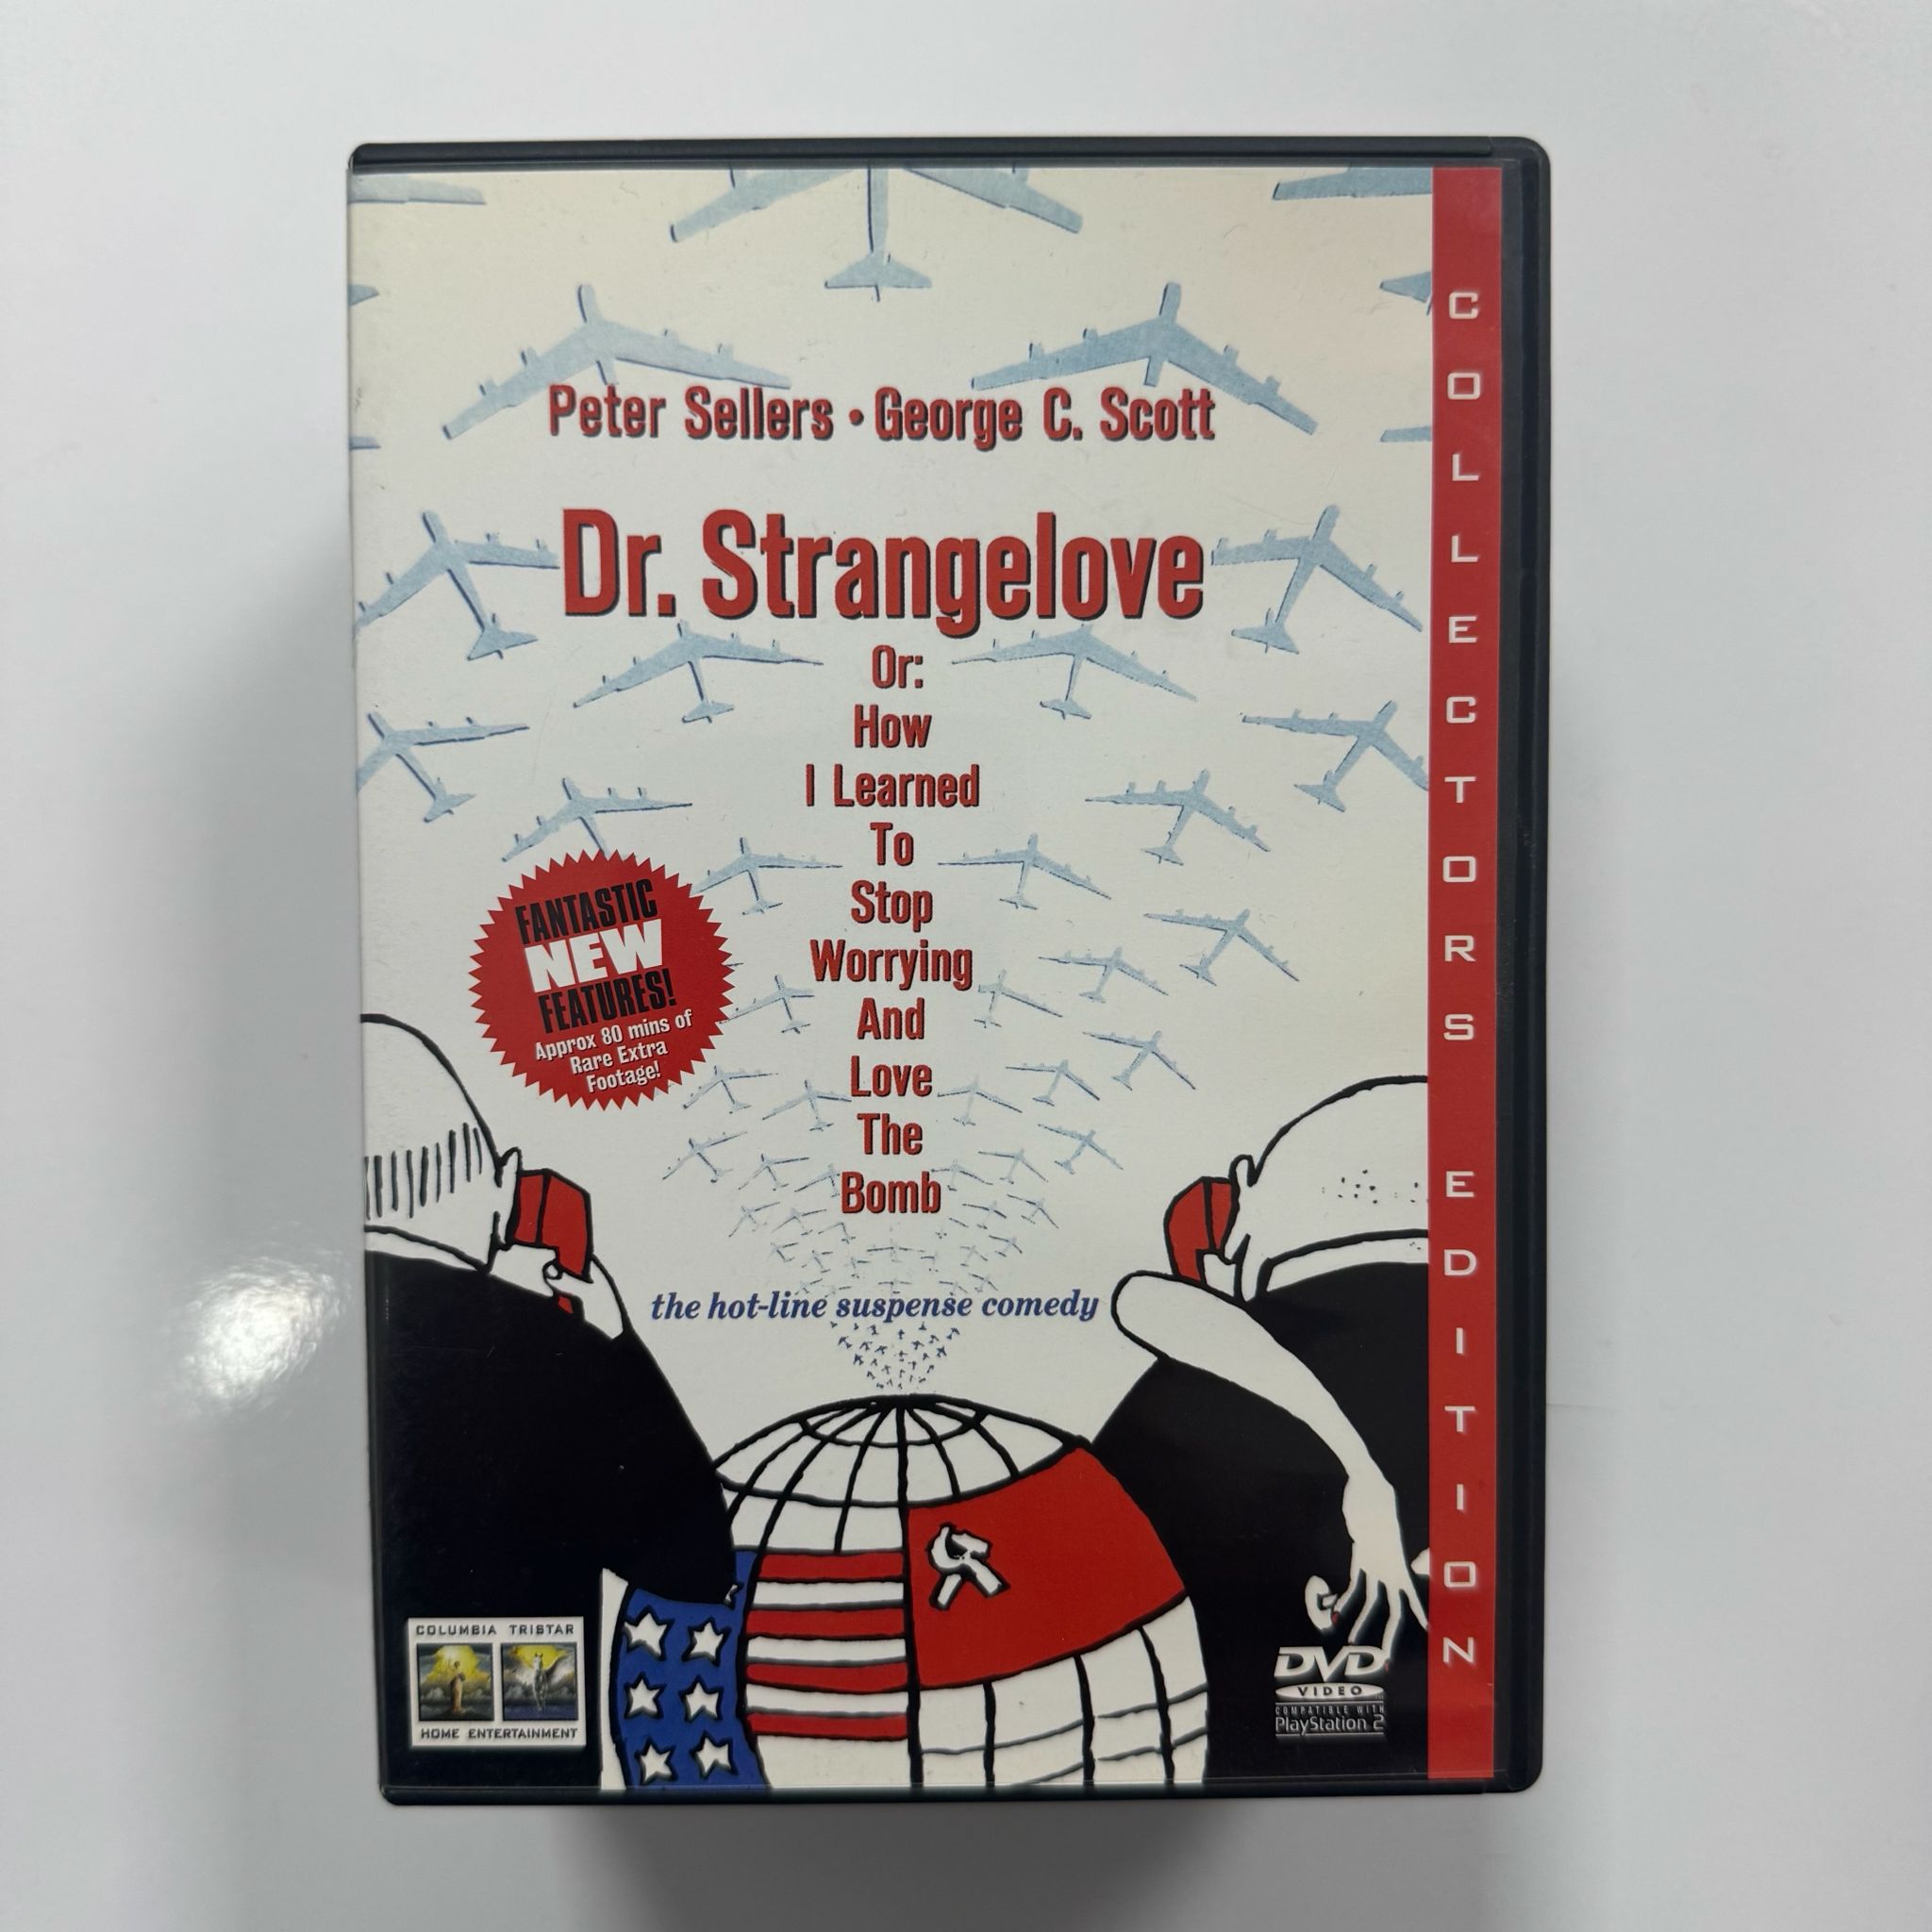 Peter Sellers • George C. Scott
Dr. Strangelove
Or:
How
I Learned
To
Stop
Worrying
And
Love
The
Bomb
FANTASTIC
NEW
FEATURES!
Approx 80 mins of
Rare Extra
Footage!
the hot-line suspense comedy
COLUMBIA TRISTAR
HOME ENTERTAINMENT
DVD
VIDEO
COMPATIBLE WITH
PlayStation 2
COLLECTORS EDITION